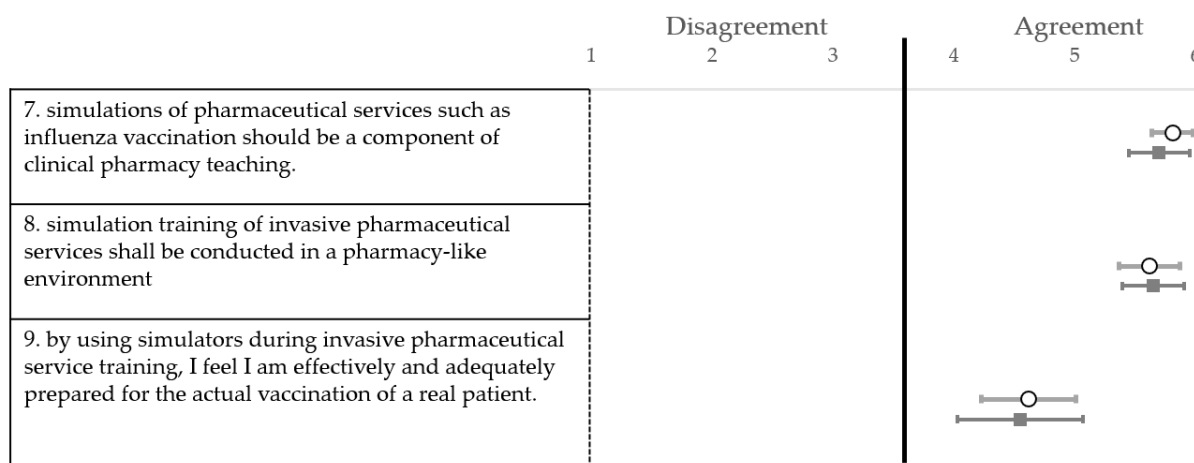 Disagreement Agreement
1 2 3 4 5 6
7. simulations of pharmaceutical services such as
influenza vaccination should be a component of
clinical pharmacy teaching.
8. simulation training of invasive pharmaceutical
services shall be conducted in a pharmacy-like
environment
9. by using simulators during invasive pharmaceutical
service training, I feel I am effectively and adequately
prepared for the actual vaccination of a real patient.